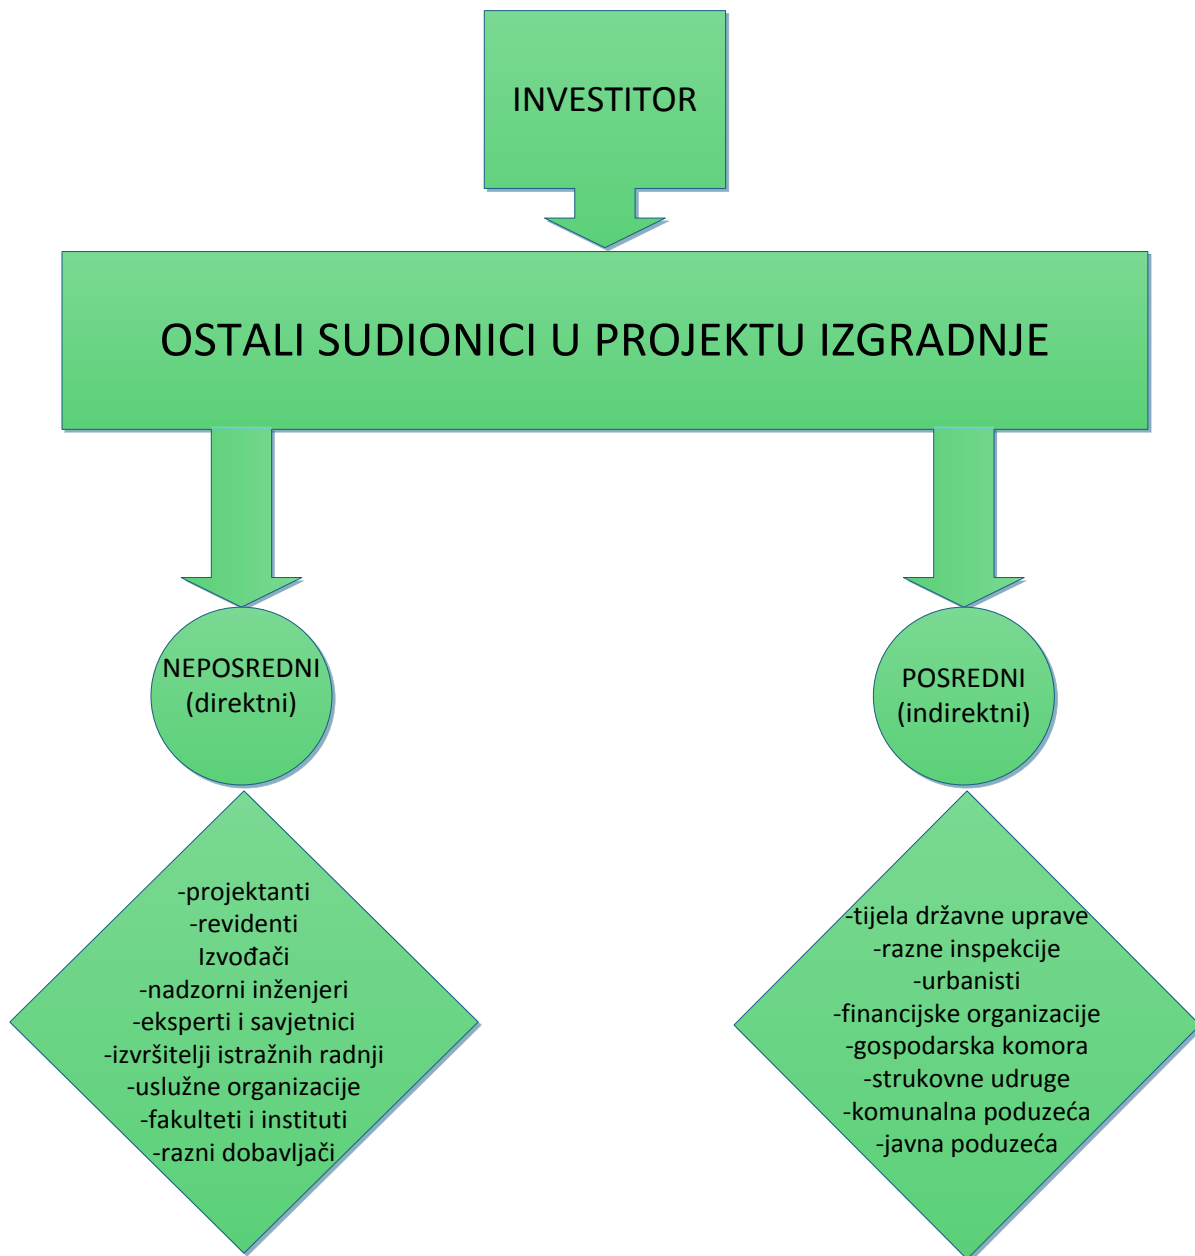 INVESTITOR
OSTALI SUDIONICI U PROJEKTU IZGRADNJE
NEPOSREDNI
(direktni)
-projektanti
-revidenti
Izvođači
-nadzorni inženjeri
-eksperti i savjetnici
-izvršitelji istražnih radnji
-uslužne organizacije
-fakulteti i instituti
-razni dobavljači
POSREDNI
(indirektni)
-tijela državne uprave
-razne inspekcije
-urbanisti
-financijske organizacije
-gospodarska komora
-strukovne udruge
-komunalna poduzeća
-javna poduzeća